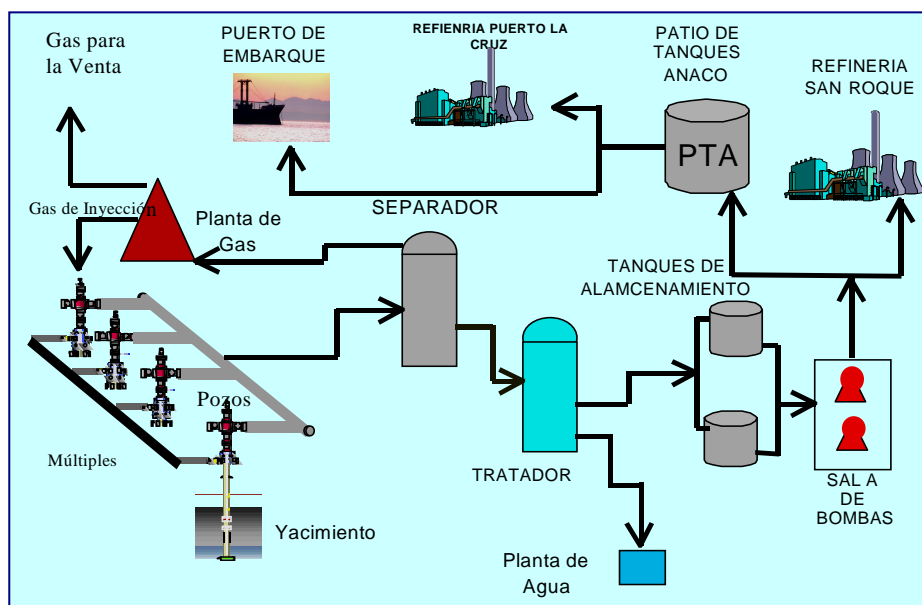 Gas para
la Venta
PUERTO DE
EMBARQUE
REFIENRIA PUERTO LA
CRUZ
PATIO DE
TANQUES
ANACO
REFINERIA
SAN ROQUE
PTA
Gas de Inyección
Planta de
Gas
SEPARADOR
TANQUES DE
ALAMCENAMIENTO
Pozos
Múltiples
TRATADOR
SAL A
DE
BOMBAS
Yacimiento
Planta de
Agua